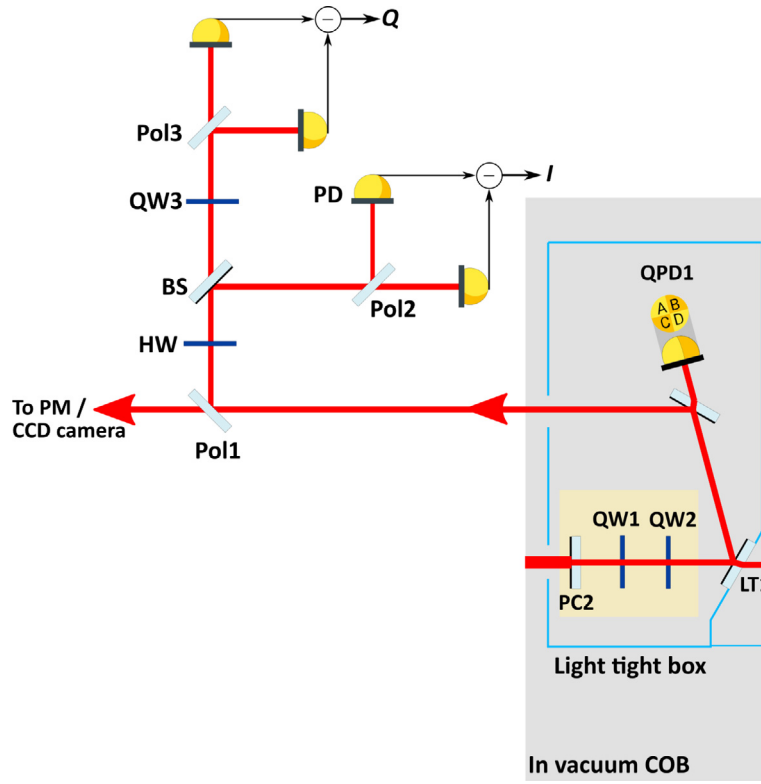 Q
Pol3
PD
I
QW3
QPD1
A B
C D
BS
Pol2
HW
To PM /
CCD camera
Pol1
QW1 QW2
PC2
LT
Light tight box
In vacuum COB